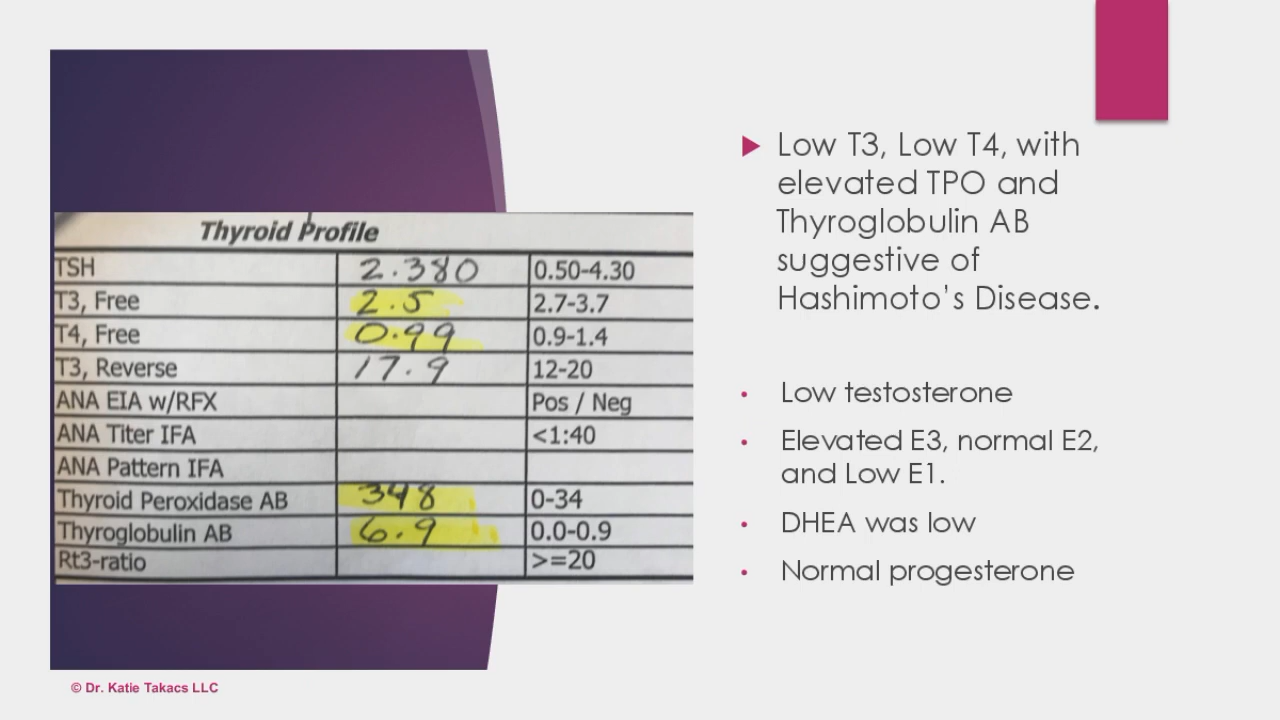 Thyroid Profile
TSH 2.380 0.50-4.30
T3, Free 2.5 2.7-3.7
T4, Free 0.99 0.9-1.4
T3, Reverse 17.9 12-20
ANA EIA w/RFX Pos / Neg
ANA Titer IFA <1:40
ANA Pattern IFA
Thyroid Peroxidase AB 348 0-34
Thyroglobulin AB 6.9 0.0-0.9
Rt3-ratio >=20
Low T3, Low T4, with
elevated TPO and
Thyroglobulin AB
suggestive of
Hashimoto's Disease.
• Low testosterone
• Elevated E3, normal E2,
and Low E1.
• DHEA was low
• Normal progesterone
© Dr. Katie Takacs LLC